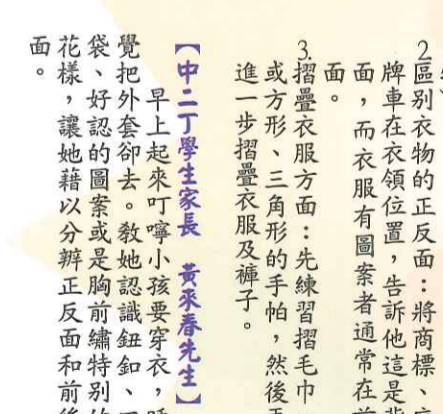 2.區別衣物的正反面：將商標、
牌車在衣領位置，告訴他這是
面，而衣服有圖案者通常在
面。
3.摺疊衣服方面：先練習摺毛巾
或方形、三角形的手帕，然後
進一步摺疊衣服及褲子。
【中二丁學生家長　黃來春先生】
早上起來叮嚀小孩要穿衣，
覺把外套卻去。教她認識鈕釦、
袋、好認的圖案或是胸前繡特別
花樣，讓她藉以分辨正反面和前
面。